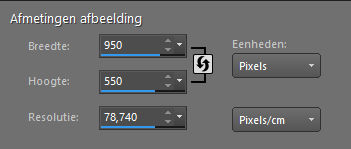 Afmetingen afbeelding
Breedte: 950 Eenheden:
Hoogte: 550 Pixels
Resolutie: 78,740 Pixels/cm